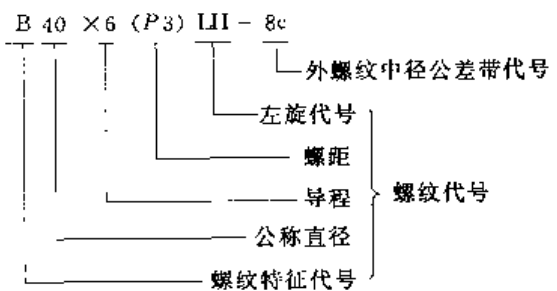 B 40 ×6 (P3) LH - 8c
外螺纹中径公差带代号
左旋代号
螺距
导程
螺纹代号
公称直径
螺纹特征代号